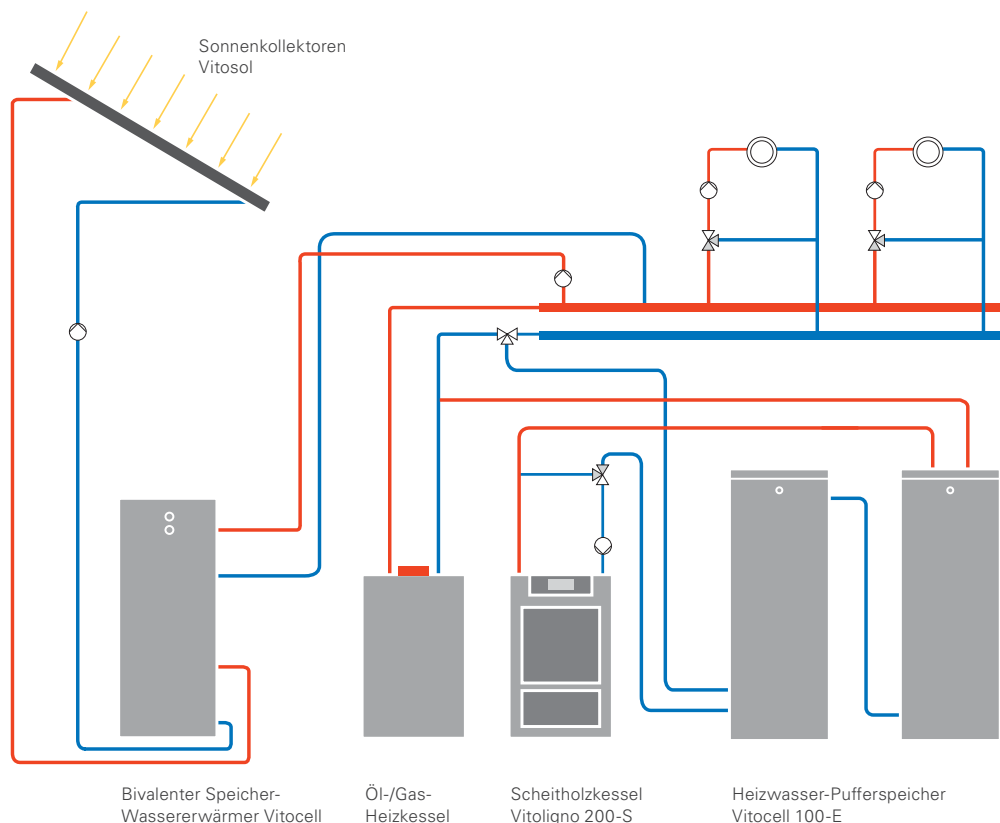 Sonnenkollektoren
Vitosol
Bivalenter Speicher-
Wassererwärmer Vitocell
Öl-/Gas-
Heizkessel
Scheitholzkessel
Vitoligno 200-S
Heizwasser-Pufferspeicher
Vitocell 100-E